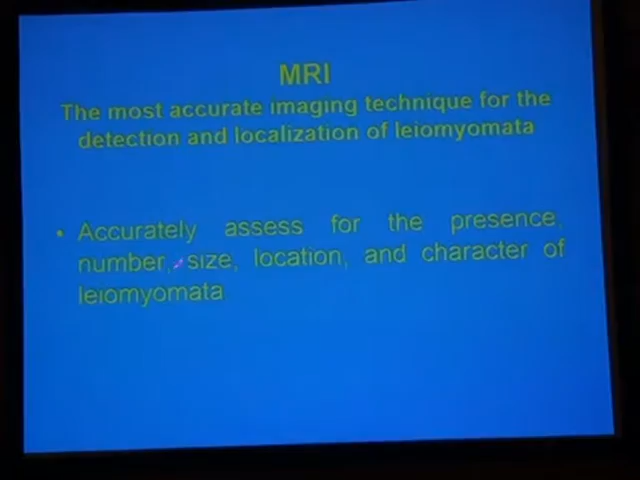 MRI
The most accurate imaging technique for the
detection and localization of leiomyomata
• Accurately assess for the presence,
number, size, location, and character of
leiomyomata